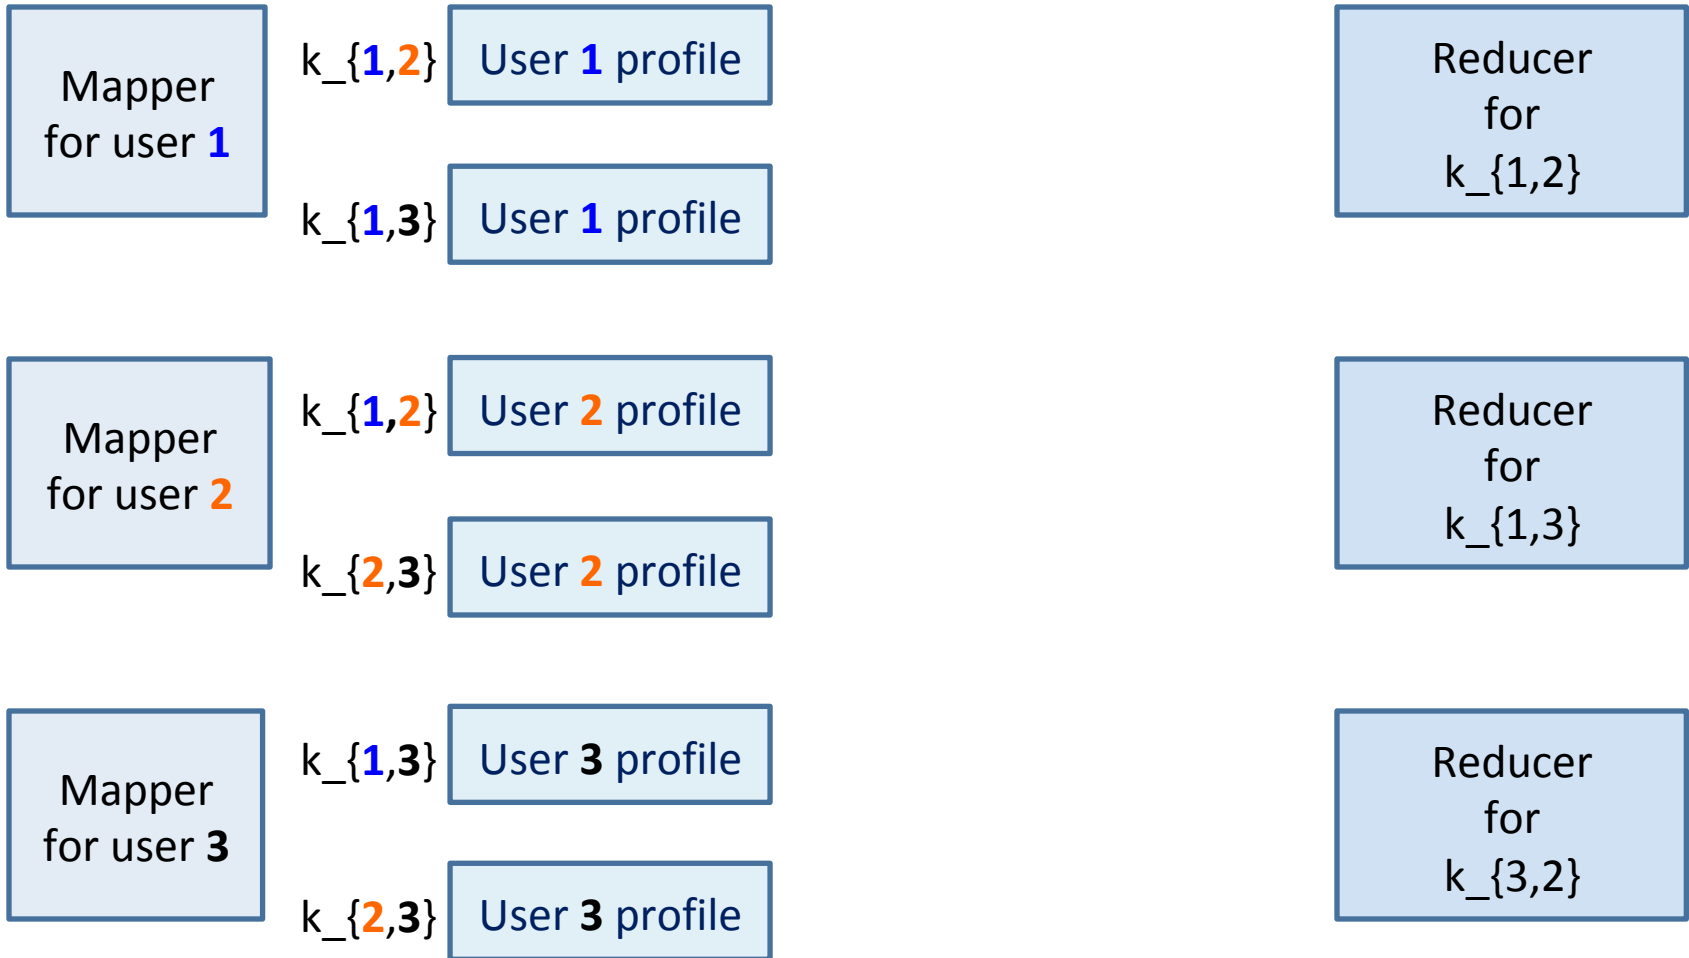 Mapper
for user 1
k_{1,2}
User 1 profile
k_{1,3}
User 1 profile
Reducer
for
k_{1,2}
Mapper
for user 2
k_{1,2}
User 2 profile
k_{2,3}
User 2 profile
Reducer
for
k_{1,3}
Mapper
for user 3
k_{1,3}
User 3 profile
k_{2,3}
User 3 profile
Reducer
for
k_{3,2}